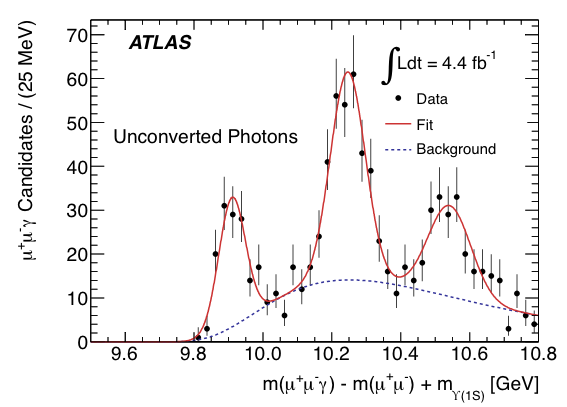 ATLAS
∫Ldt = 4.4 fb⁻¹
Data
Fit
Background
Unconverted Photons
μ⁺μ⁻γ Candidates / (25 MeV)
70
60
50
40
30
20
10
0
9.6 9.8 10.0 10.2 10.4 10.6 10.8
m(μ⁺μ⁻γ) - m(μ⁺μ⁻) + m_Υ(1S) [GeV]